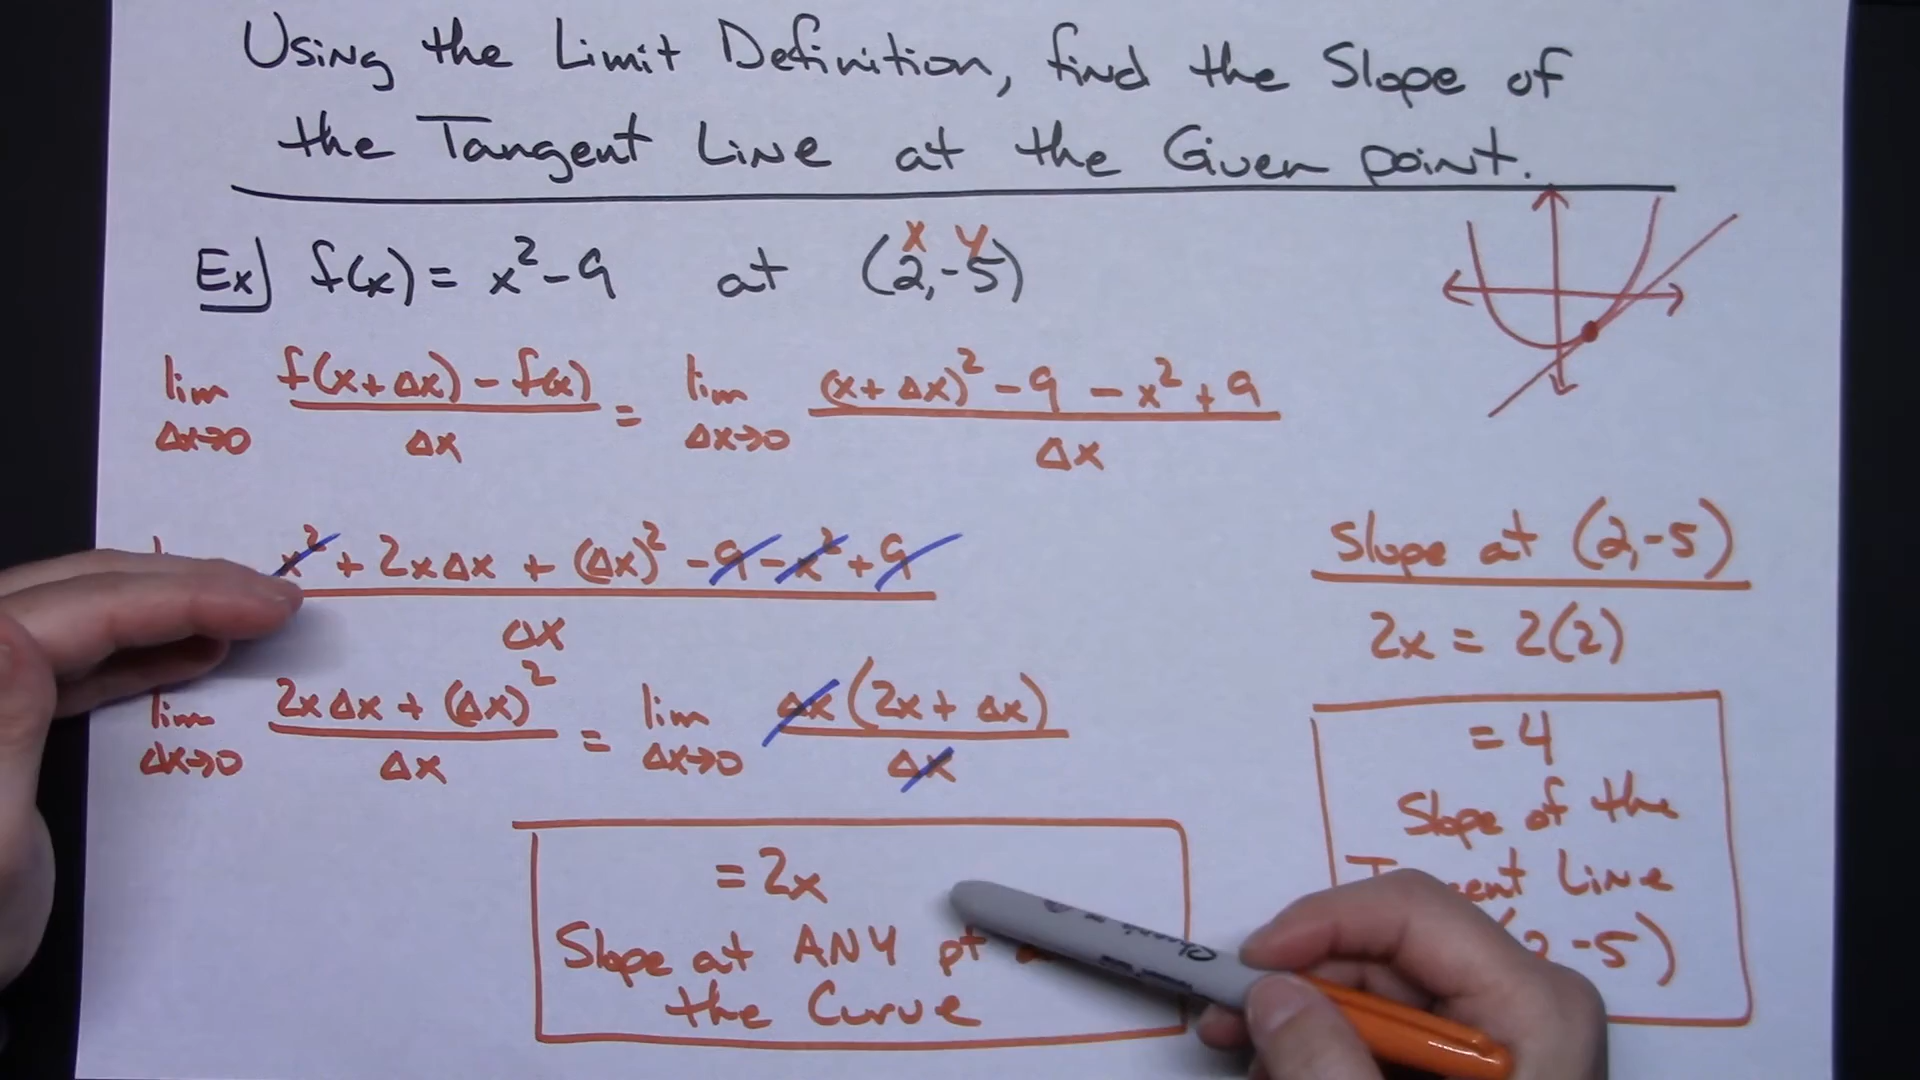 Using the Limit Definition, find the Slope of
the Tangent Line at the Given point.
Ex) f(x) = x² - 9 at (2, -5)
x y
lim Δx→0 f(x + Δx) - f(x) / Δx = lim Δx→0 (x + Δx)² - 9 - x² + 9 / Δx
x² + 2xΔx + (Δx)² - 9 - x² + 9 / Δx
lim Δx→0 2xΔx + (Δx)² / Δx = lim Δx→0 Δx(2x + Δx) / Δx
= 2x
Slope at ANY pt
the Curve
Slope at (2, -5)
2x = 2(2)
= 4
Slope of the
Line
-5)